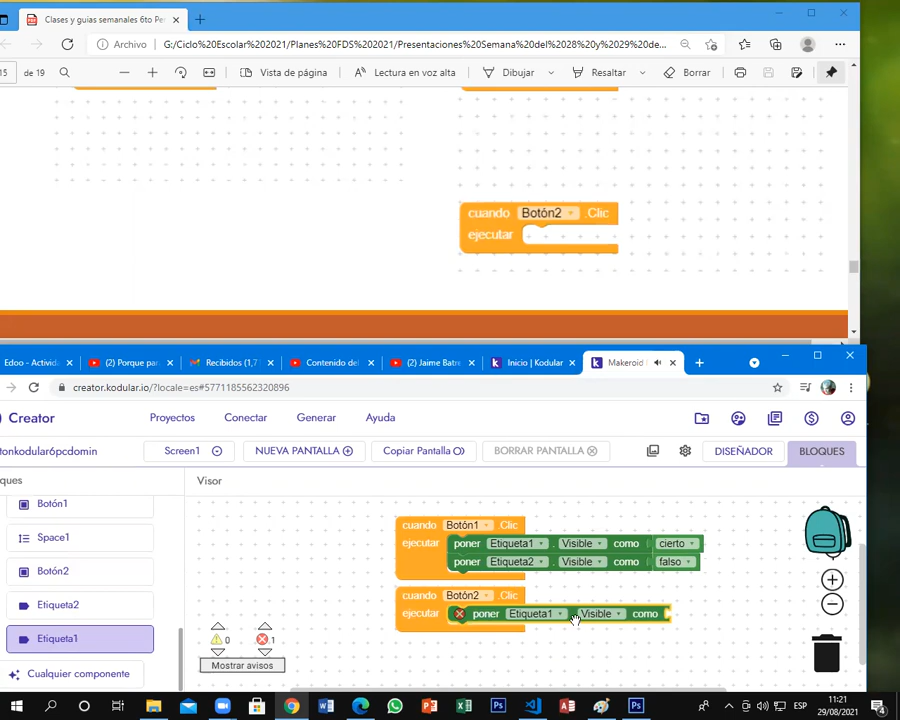 Clases y guias semanales 6to Pe
Archivo G:/Ciclo%20Escolar%202021/Planes%20FDS%202021/Presentaciones%20Semana%20del%2028%20y%2029%20de...
15 de 19 Vista de página Lectura en voz alta Dibujar Resaltar Borrar
cuando Botón2 .Clic
ejecutar
Edoo - Activid (2) Porque par Recibidos (1,7 Contenido del (2) Jaime Batre Inicio | Kodular Makeroid
creator.kodular.io/?locale=es#5771185562320896
Creator Proyectos Conectar Generar Ayuda
tonkodular6pcdomin Screen1 NUEVA PANTALLA Copiar Pantalla BORRAR PANTALLA DISEÑADOR BLOQUES
ques Visor
Botón1
Space1
Botón2
Etiqueta2
Etiqueta1
Cualquier componente
cuando Botón1 .Clic
ejecutar poner Etiqueta1 . Visible como cierto
poner Etiqueta2 . Visible como falso
cuando Botón2 .Clic
ejecutar poner Etiqueta1 . Visible como
0 1
Mostrar avisos
11:21
ESP
29/08/2021
4